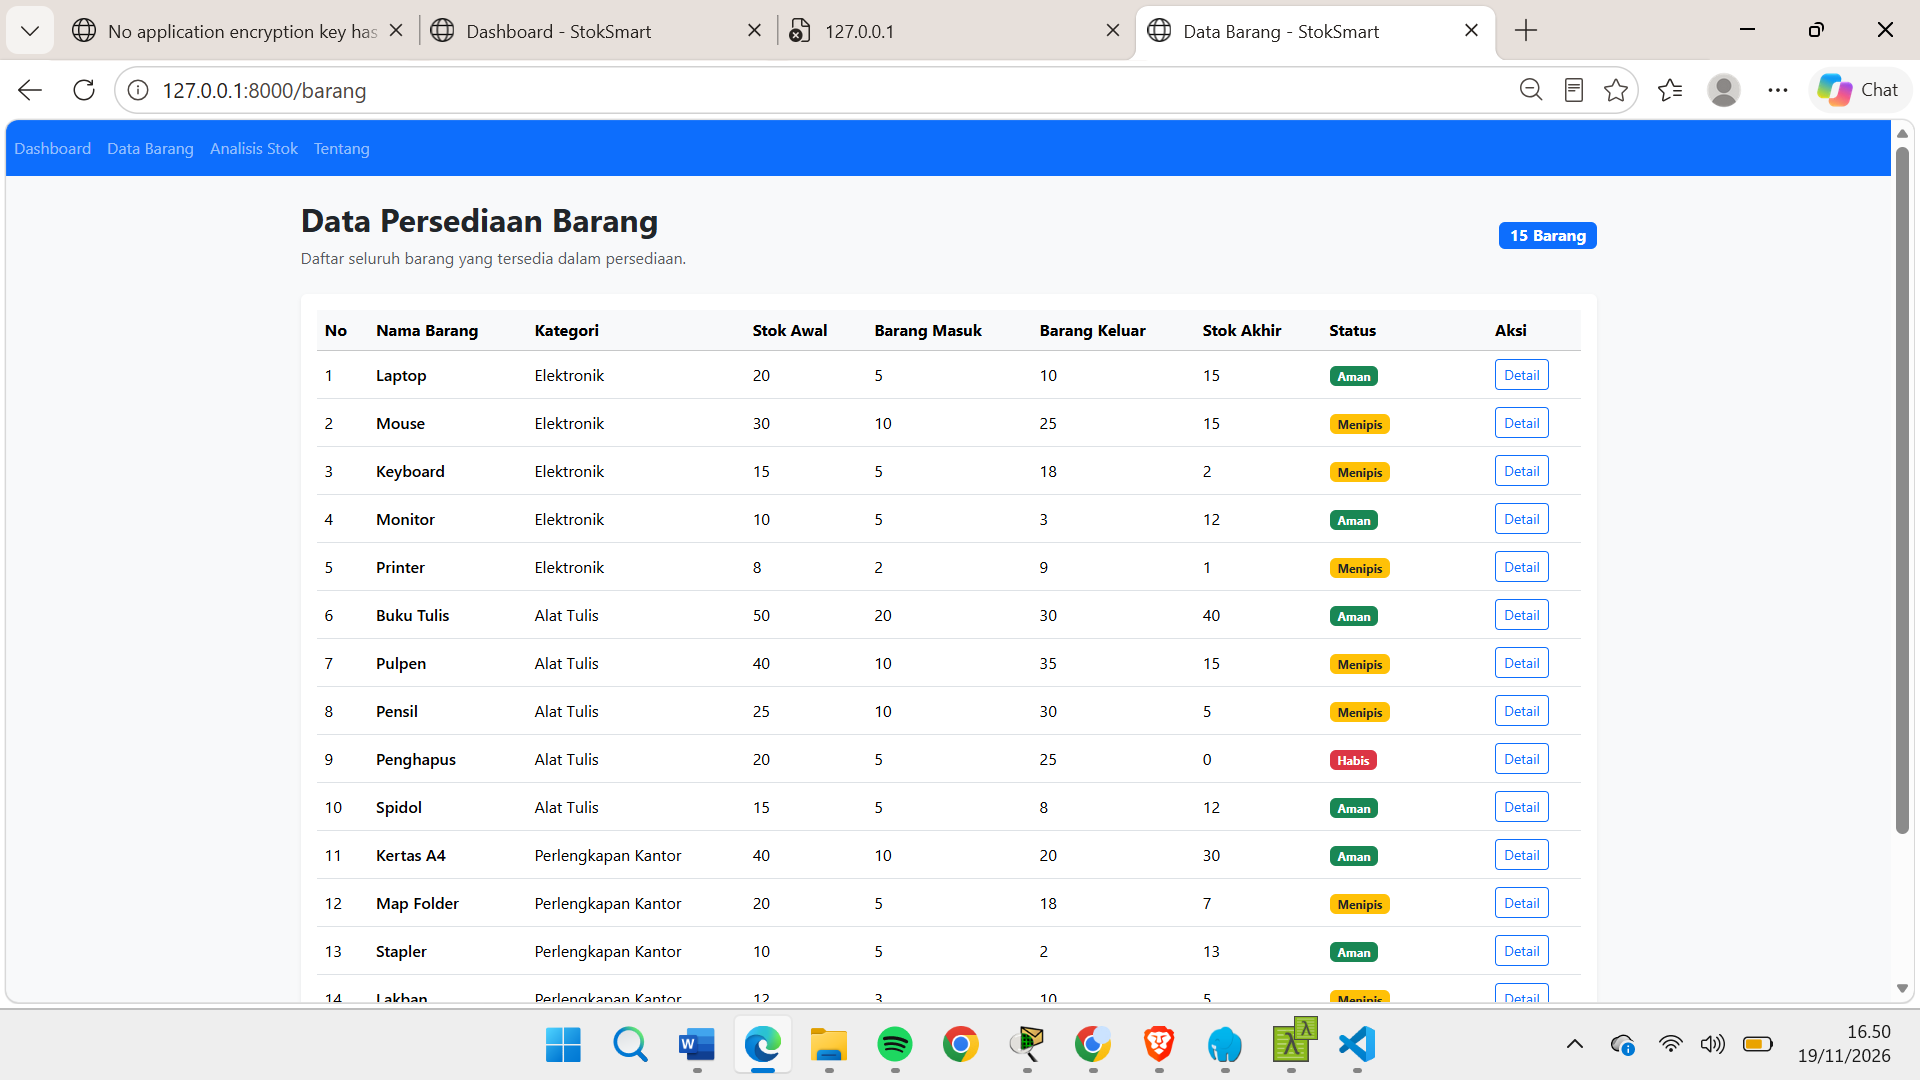 No application encryption key has
Dashboard - StokSmart
127.0.0.1
Data Barang - StokSmart
127.0.0.1:8000/barang
Chat
Dashboard Data Barang Analisis Stok Tentang
Data Persediaan Barang
15 Barang
Daftar seluruh barang yang tersedia dalam persediaan.
No Nama Barang Kategori Stok Awal Barang Masuk Barang Keluar Stok Akhir Status Aksi
1 Laptop Elektronik 20 5 10 15 Aman Detail
2 Mouse Elektronik 30 10 25 15 Menipis Detail
3 Keyboard Elektronik 15 5 18 2 Menipis Detail
4 Monitor Elektronik 10 5 3 12 Aman Detail
5 Printer Elektronik 8 2 9 1 Menipis Detail
6 Buku Tulis Alat Tulis 50 20 30 40 Aman Detail
7 Pulpen Alat Tulis 40 10 35 15 Menipis Detail
8 Pensil Alat Tulis 25 10 30 5 Menipis Detail
9 Penghapus Alat Tulis 20 5 25 0 Habis Detail
10 Spidol Alat Tulis 15 5 8 12 Aman Detail
11 Kertas A4 Perlengkapan Kantor 40 10 20 30 Aman Detail
12 Map Folder Perlengkapan Kantor 20 5 18 7 Menipis Detail
13 Stapler Perlengkapan Kantor 10 5 2 13 Aman Detail
14 Lakban Perlengkapan Kantor 12 3 10 5 Menipis Detail
16.50
19/11/2026